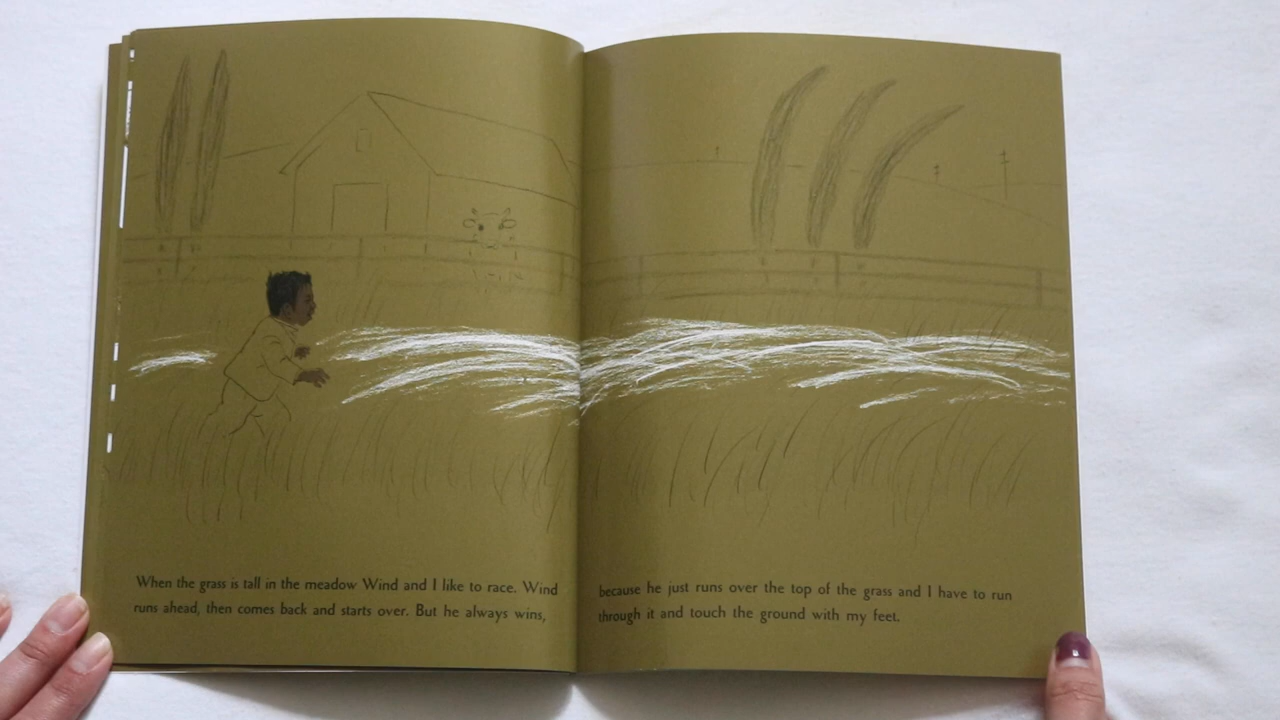 When the grass is tall in the meadow Wind and I like to race. Wind
runs ahead, then comes back and starts over. But he always wins,
because he just runs over the top of the grass and I have to run
through it and touch the ground with my feet.